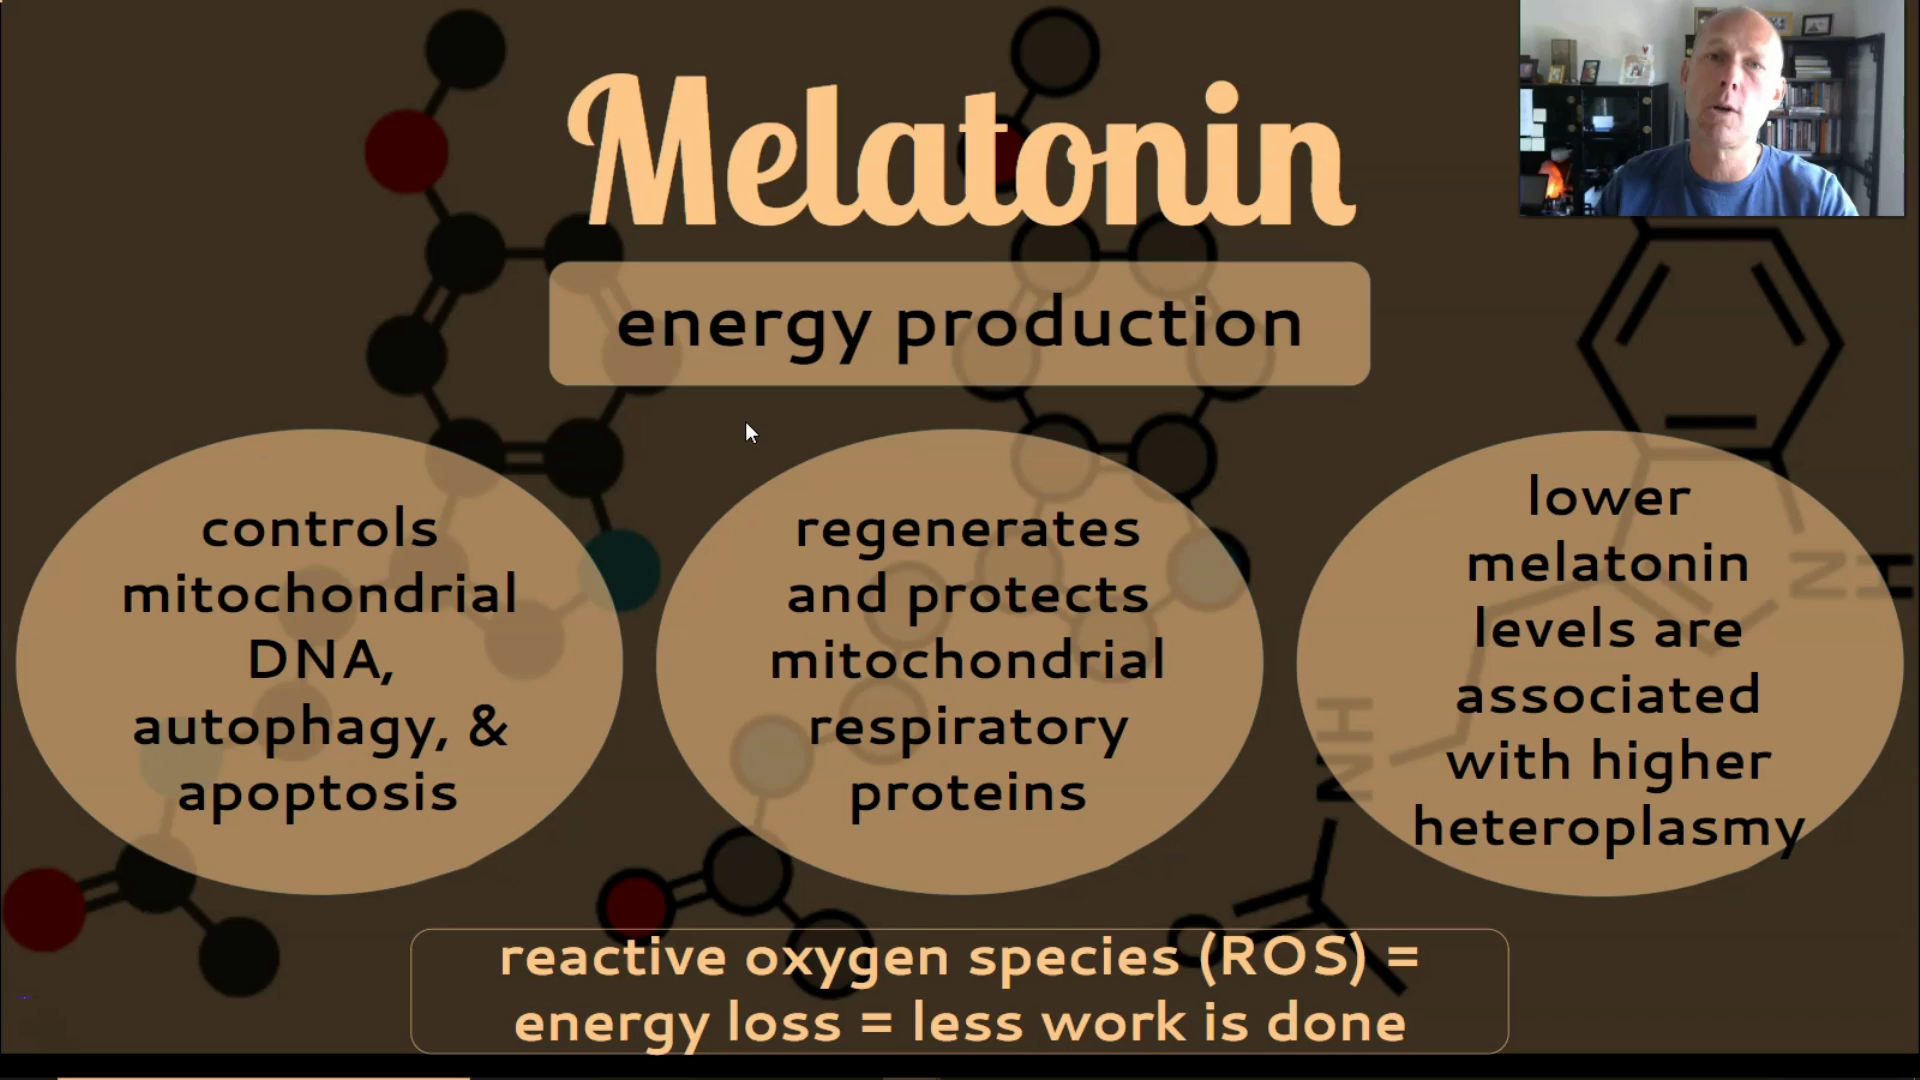 Melatonin
energy production
controls
mitochondrial
DNA,
autophagy, &
apoptosis
regenerates
and protects
mitochondrial
respiratory
proteins
lower
melatonin
levels are
associated
with higher
heteroplasmy
N
H
NH
O
reactive oxygen species (ROS) =
energy loss = less work is done